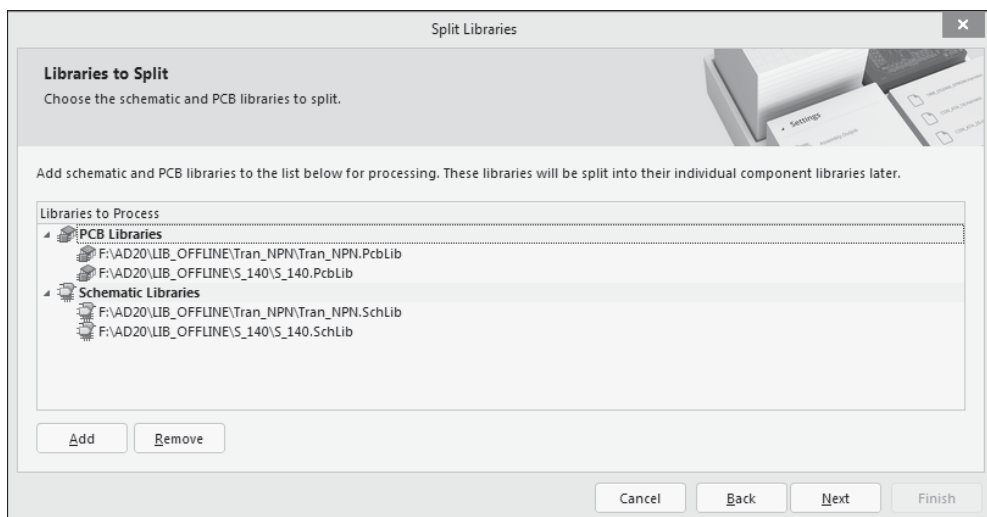 Split Libraries
Libraries to Split
Choose the schematic and PCB libraries to split.
Settings
Add schematic and PCB libraries to the list below for processing. These libraries will be split into their individual component libraries later.
Libraries to Process
PCB Libraries
F:\AD20\LIB_OFFLINE\Tran_NPN\Tran_NPN.PcbLib
F:\AD20\LIB_OFFLINE\S_140\S_140.PcbLib
Schematic Libraries
F:\AD20\LIB_OFFLINE\Tran_NPN\Tran_NPN.SchLib
F:\AD20\LIB_OFFLINE\S_140\S_140.SchLib
Add Remove
Cancel Back Next Finish